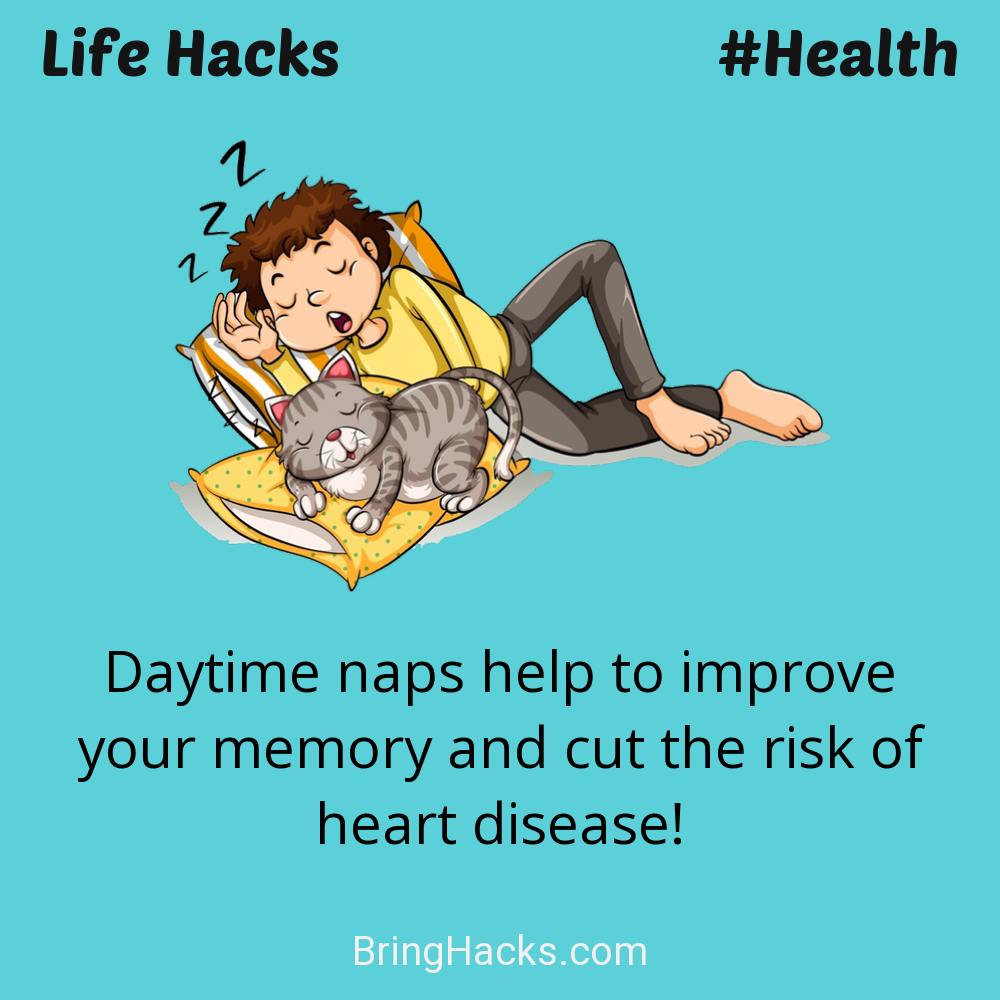 Life Hacks #Health
Z
Z
Z
Z
Z
Z
Daytime naps help to improve
your memory and cut the risk of
heart disease!
BringHacks.com